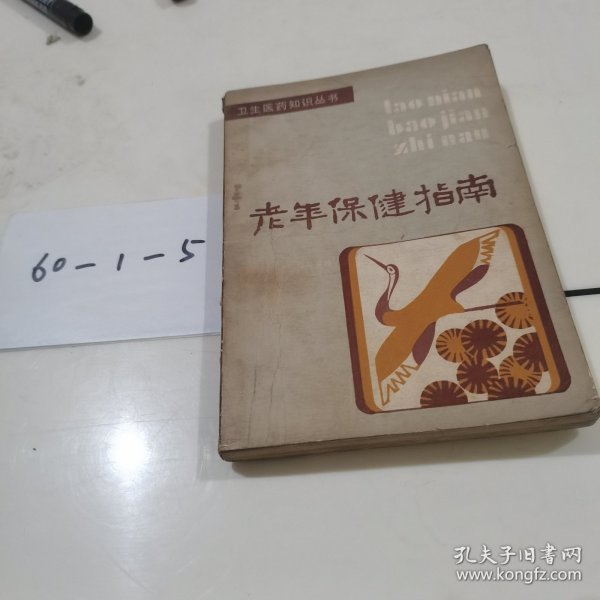 卫生医药知识丛书
lao nian
bao jian
zhi nan
老年保健指南
60-1-5
孔夫子旧书网
www.kongfz.com